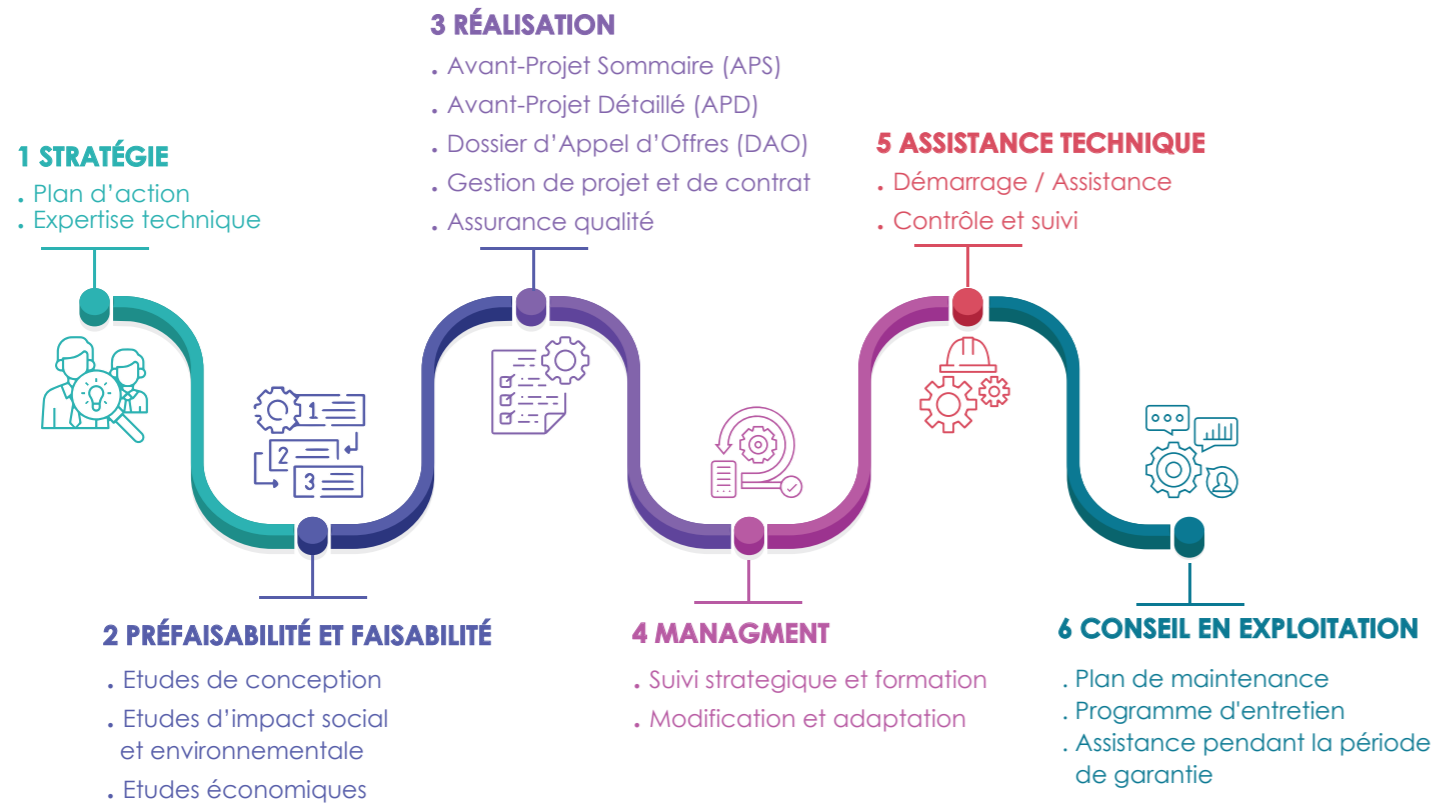 1 STRATÉGIE
. Plan d’action
. Expertise technique
1
2
3
2 PRÉFAISABILITÉ ET FAISABILITÉ
. Etudes de conception
. Etudes d’impact social
et environnementale
. Etudes économiques
3 RÉALISATION
. Avant-Projet Sommaire (APS)
. Avant-Projet Détaillé (APD)
. Dossier d’Appel d’Offres (DAO)
. Gestion de projet et de contrat
. Assurance qualité
4 MANAGMENT
. Suivi strategique et formation
. Modification et adaptation
5 ASSISTANCE TECHNIQUE
. Démarrage / Assistance
. Contrôle et suivi
6 CONSEIL EN EXPLOITATION
. Plan de maintenance
. Programme d'entretien
. Assistance pendant la période
de garantie